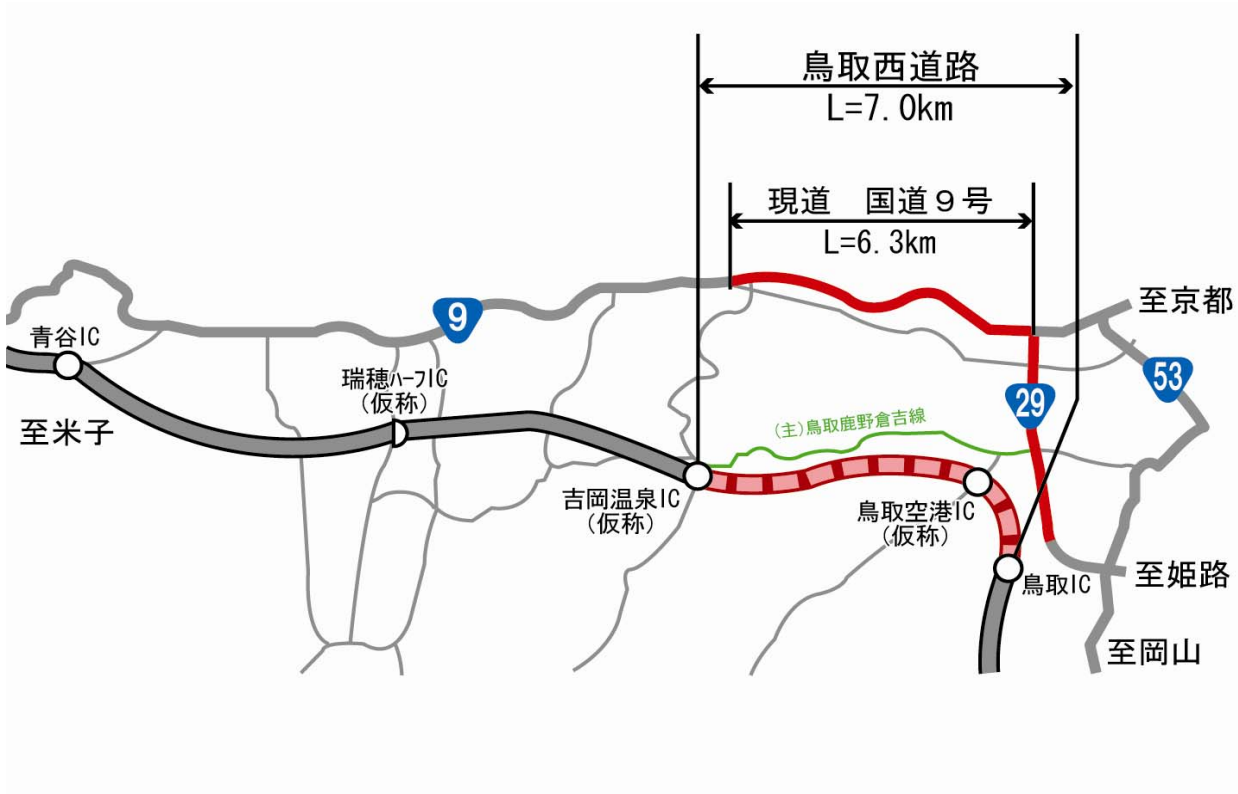 鳥取西道路
L=7.0km
現道　国道９号
L=6.3km
9
至京都
青谷IC
瑞穂ﾊｰﾌIC
(仮称)
53
29
至米子
(主)鳥取鹿野倉吉線
吉岡温泉IC
(仮称)
鳥取空港IC
(仮称)
鳥取IC
至姫路
至岡山